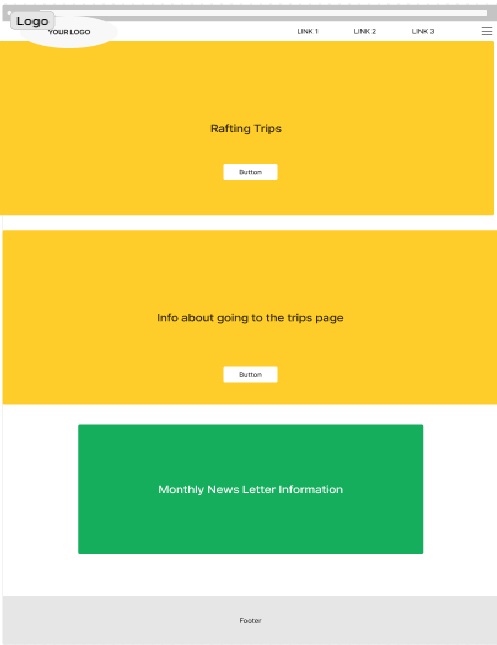 Logo
YOUR LOGO
LINK 1
LINK 2
LINK 3
Rafting Trips
Button
Info about going to the trips page
Button
Monthly News Letter Information
Footer